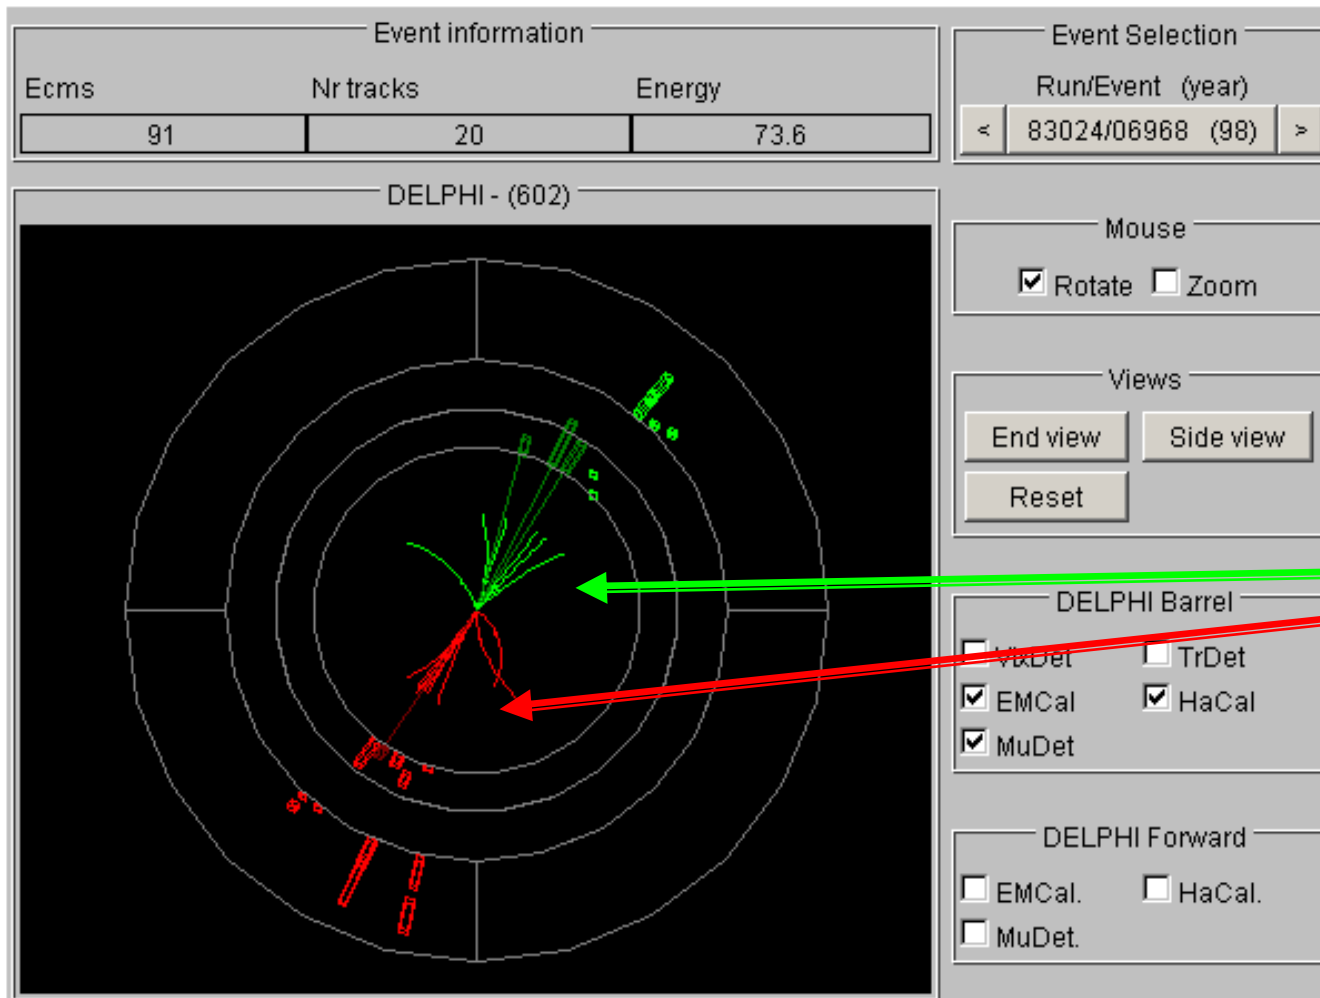 Event information
Ecms Nr tracks Energy
91 20 73.6
Event Selection
Run/Event (year)
< 83024/06968 (98) >
DELPHI - (602)
Mouse
Rotate Zoom
Views
End view Side view
Reset
DELPHI Barrel
VtxDet TrDet
EMCal HaCal
MuDet
DELPHI Forward
EMCal. HaCal.
MuDet.